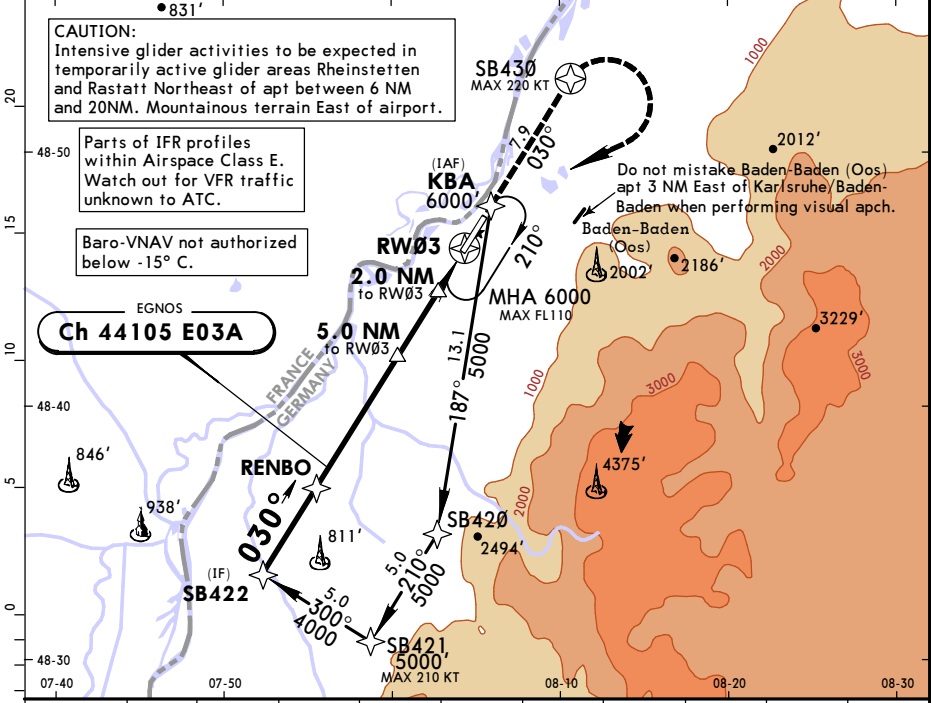 831'
CAUTION:
Intensive glider activities to be expected in
temporarily active glider areas Rheinstetten
and Rastatt Northeast of apt between 6 NM
and 20NM. Mountainous terrain East of airport.
Parts of IFR profiles
within Airspace Class E.
Watch out for VFR traffic
unknown to ATC.
Baro-VNAV not authorized
below -15° C.
EGNOS
Ch 44105 E03A
SB43Ø
MAX 220 KT
7.9
030°
(IAF)
KBA
6000'
RWØ3
2.0 NM
to RWØ3
5.0 NM
to RWØ3
210°
MHA 6000
MAX FL110
Do not mistake Baden-Baden (Oos)
apt 3 NM East of Karlsruhe/Baden-
Baden when performing visual apch.
Baden-Baden
(Oos)
2002'
2186'
2012'
3229'
1000
2000
3000
1000
3000
2000
4375'
FRANCE
GERMANY
13.1
187°
5000
RENBO
030°
(IF)
SB422
846'
938'
811'
SB42Ø
2494'
5.0
210°
5000
5.0
300°
4000
SB421
5000'
MAX 210 KT
20
15
10
5
0
48-50
48-40
48-30
07-40
07-50
08-10
08-20
08-30